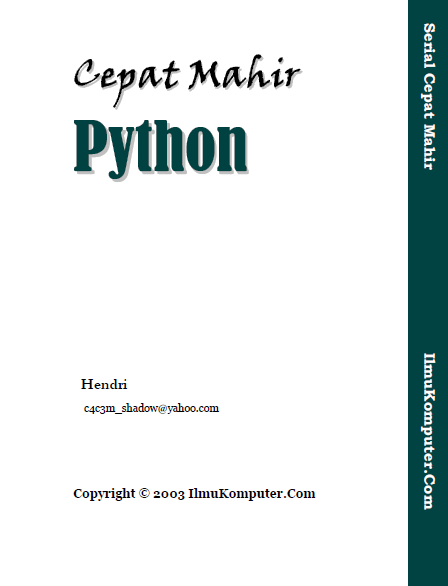 Cepat Mahir
Python
Hendri
c4c3m_shadow@yahoo.com
Copyright © 2003 IlmuKomputer.Com
Serial Cepat Mahir
IlmuKomputer.Com